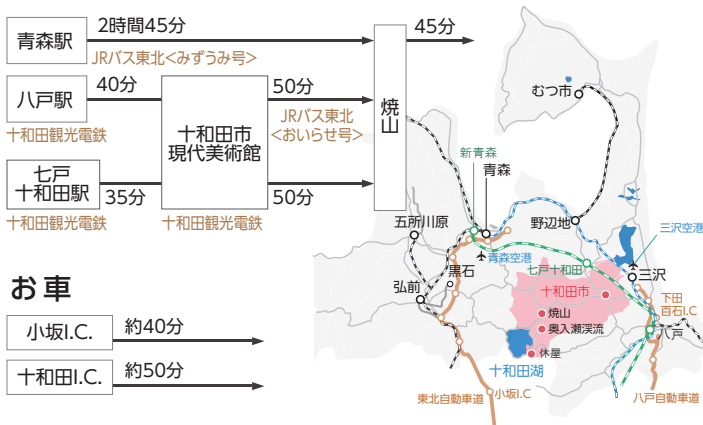 青森駅
2時間45分
JRバス東北<みずうみ号>
45分
八戸駅
40分
十和田観光電鉄
十和田市
現代美術館
50分
JRバス東北
<おいらせ号>
焼山
七戸
十和田駅
35分
50分
十和田観光電鉄
十和田観光電鉄
お車
小坂I.C.
約40分
十和田I.C.
約50分
むつ市
新青森
青森
五所川原
野辺地
三沢空港
青森空港
黒石
七戸十和田
三沢
弘前
十和田市
下田
百石I.C
焼山
奥入瀬渓流
八戸
休屋
十和田湖
小坂I.C
東北自動車道
八戸自動車道